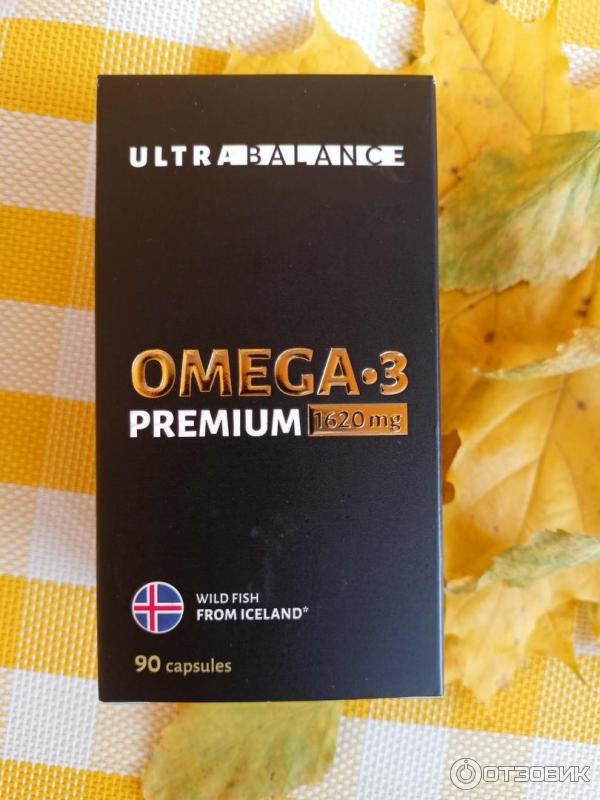 ULTRABALANCE
OMEGA·3
PREMIUM 1620 mg
WILD FISH
FROM ICELAND*
90 capsules
ОТЗОВИК